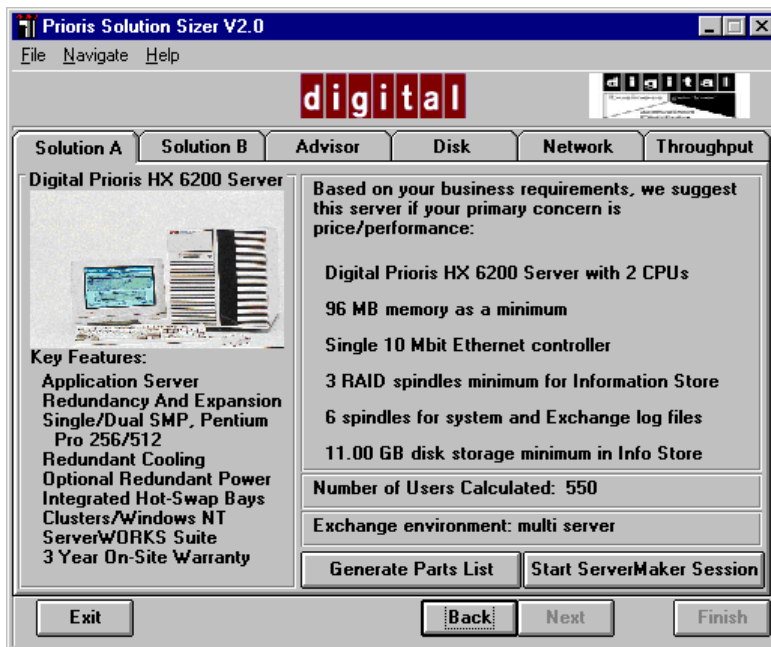 Prioris Solution Sizer V2.0
File Navigate Help
digital
digital
Solution A
Solution B
Advisor
Disk
Network
Throughput
Digital Prioris HX 6200 Server
Key Features:
Application Server
Redundancy And Expansion
Single/Dual SMP, Pentium
Pro 256/512
Redundant Cooling
Optional Redundant Power
Integrated Hot-Swap Bays
Clusters/Windows NT
ServerWORKS Suite
3 Year On-Site Warranty
Based on your business requirements, we suggest
this server if your primary concern is
price/performance:
Digital Prioris HX 6200 Server with 2 CPUs
96 MB memory as a minimum
Single 10 Mbit Ethernet controller
3 RAID spindles minimum for Information Store
6 spindles for system and Exchange log files
11.00 GB disk storage minimum in Info Store
Number of Users Calculated: 550
Exchange environment: multi server
Generate Parts List
Start ServerMaker Session
Exit
Back
Next
Finish